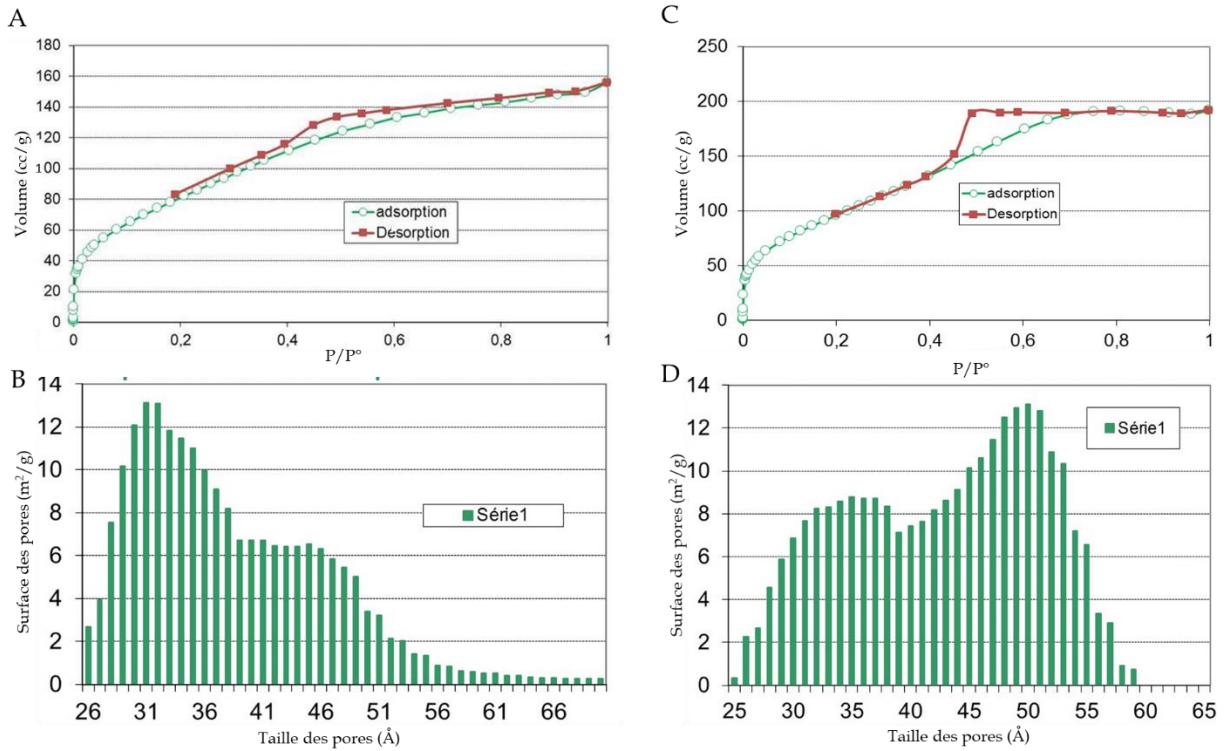 A
Volume (cc/g)
180
160
140
120
100
80
60
40
20
0
adsorption
Désorption
0 0,2 0,4 0,6 0,8 1
P/P°
C
Volume (cc/g)
250
200
150
100
50
0
adsorption
Desorption
0 0,2 0,4 0,6 0,8 1
P/P°
B
Surface des pores (m²/g)
14
12
10
8
6
4
2
0
Série1
26 31 36 41 46 51 56 61 66
Taille des pores (Å)
D
Surface des pores (m²/g)
14
12
10
8
6
4
2
0
Série1
25 30 35 40 45 50 55 60 65
Taille des pores (Å)